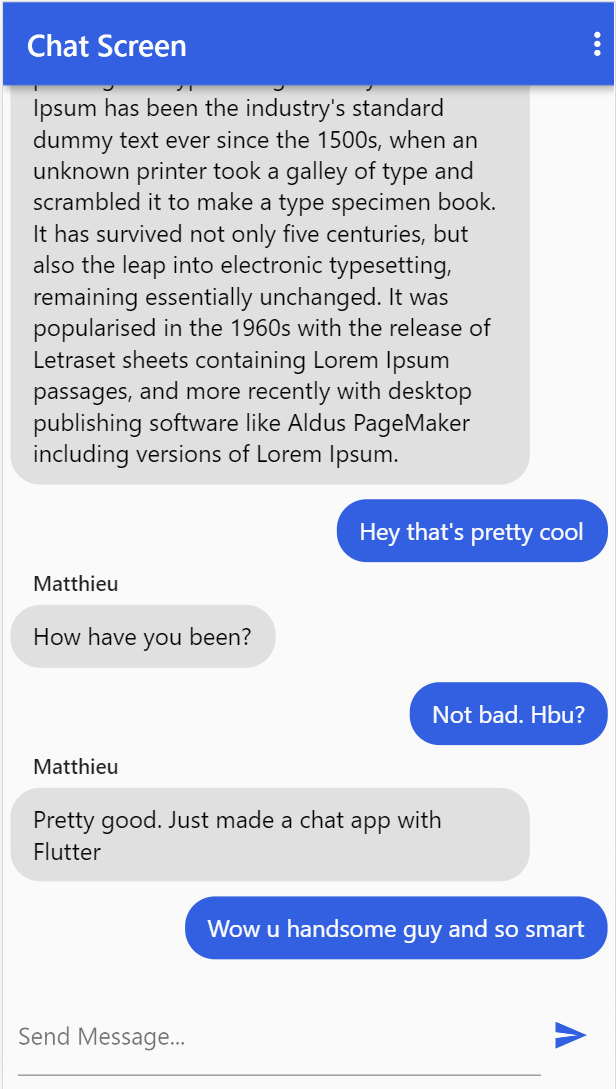 Chat Screen
Ipsum has been the industry's standard
dummy text ever since the 1500s, when an
unknown printer took a galley of type and
scrambled it to make a type specimen book.
It has survived not only five centuries, but
also the leap into electronic typesetting,
remaining essentially unchanged. It was
popularised in the 1960s with the release of
Letraset sheets containing Lorem Ipsum
passages, and more recently with desktop
publishing software like Aldus PageMaker
including versions of Lorem Ipsum.
Hey that's pretty cool
Matthieu
How have you been?
Not bad. Hbu?
Matthieu
Pretty good. Just made a chat app with
Flutter
Wow u handsome guy and so smart
Send Message...